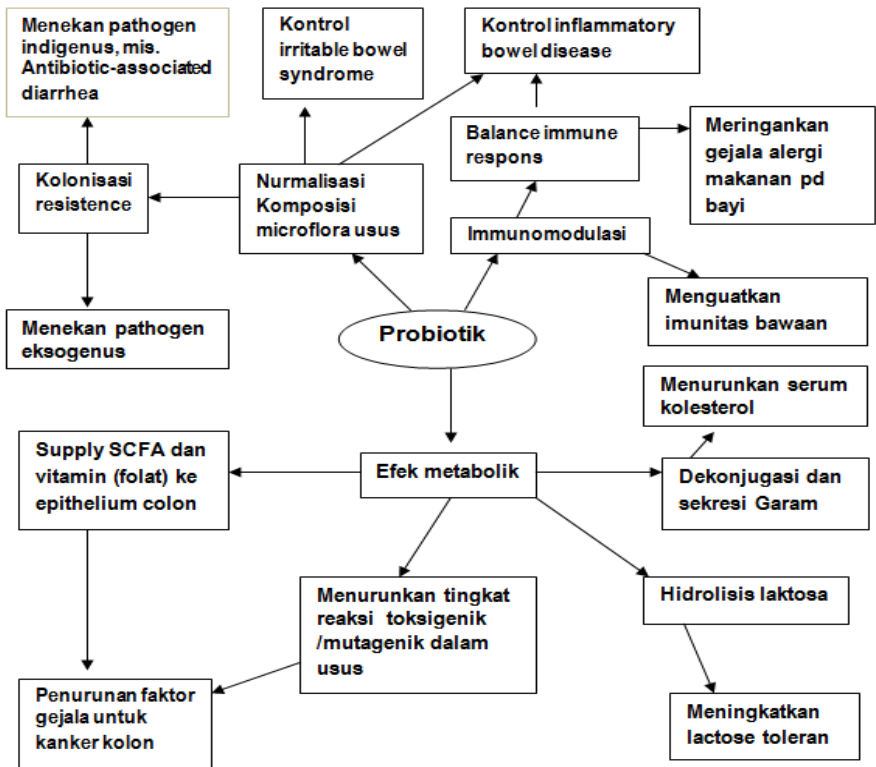 Menekan pathogen
indigenus, mis.
Antibiotic-associated
diarrhea
Kontrol
irritable bowel
syndrome
Kontrol inflammatory
bowel disease
Balance immune
respons
Meringankan
gejala alergi
makanan pd
bayi
Kolonisasi
resistence
Nurmalisasi
Komposisi
microflora usus
Immunomodulasi
Menguatkan
imunitas bawaan
Menekan pathogen
eksogenus
Probiotik
Menurunkan serum
kolesterol
Supply SCFA dan
vitamin (folat) ke
epithelium colon
Efek metabolik
Dekonjugasi dan
sekresi Garam
Menurunkan tingkat
reaksi toksigenik
/mutagenik dalam
usus
Hidrolisis laktosa
Penurunan faktor
gejala untuk
kanker kolon
Meningkatkan
lactose toleran